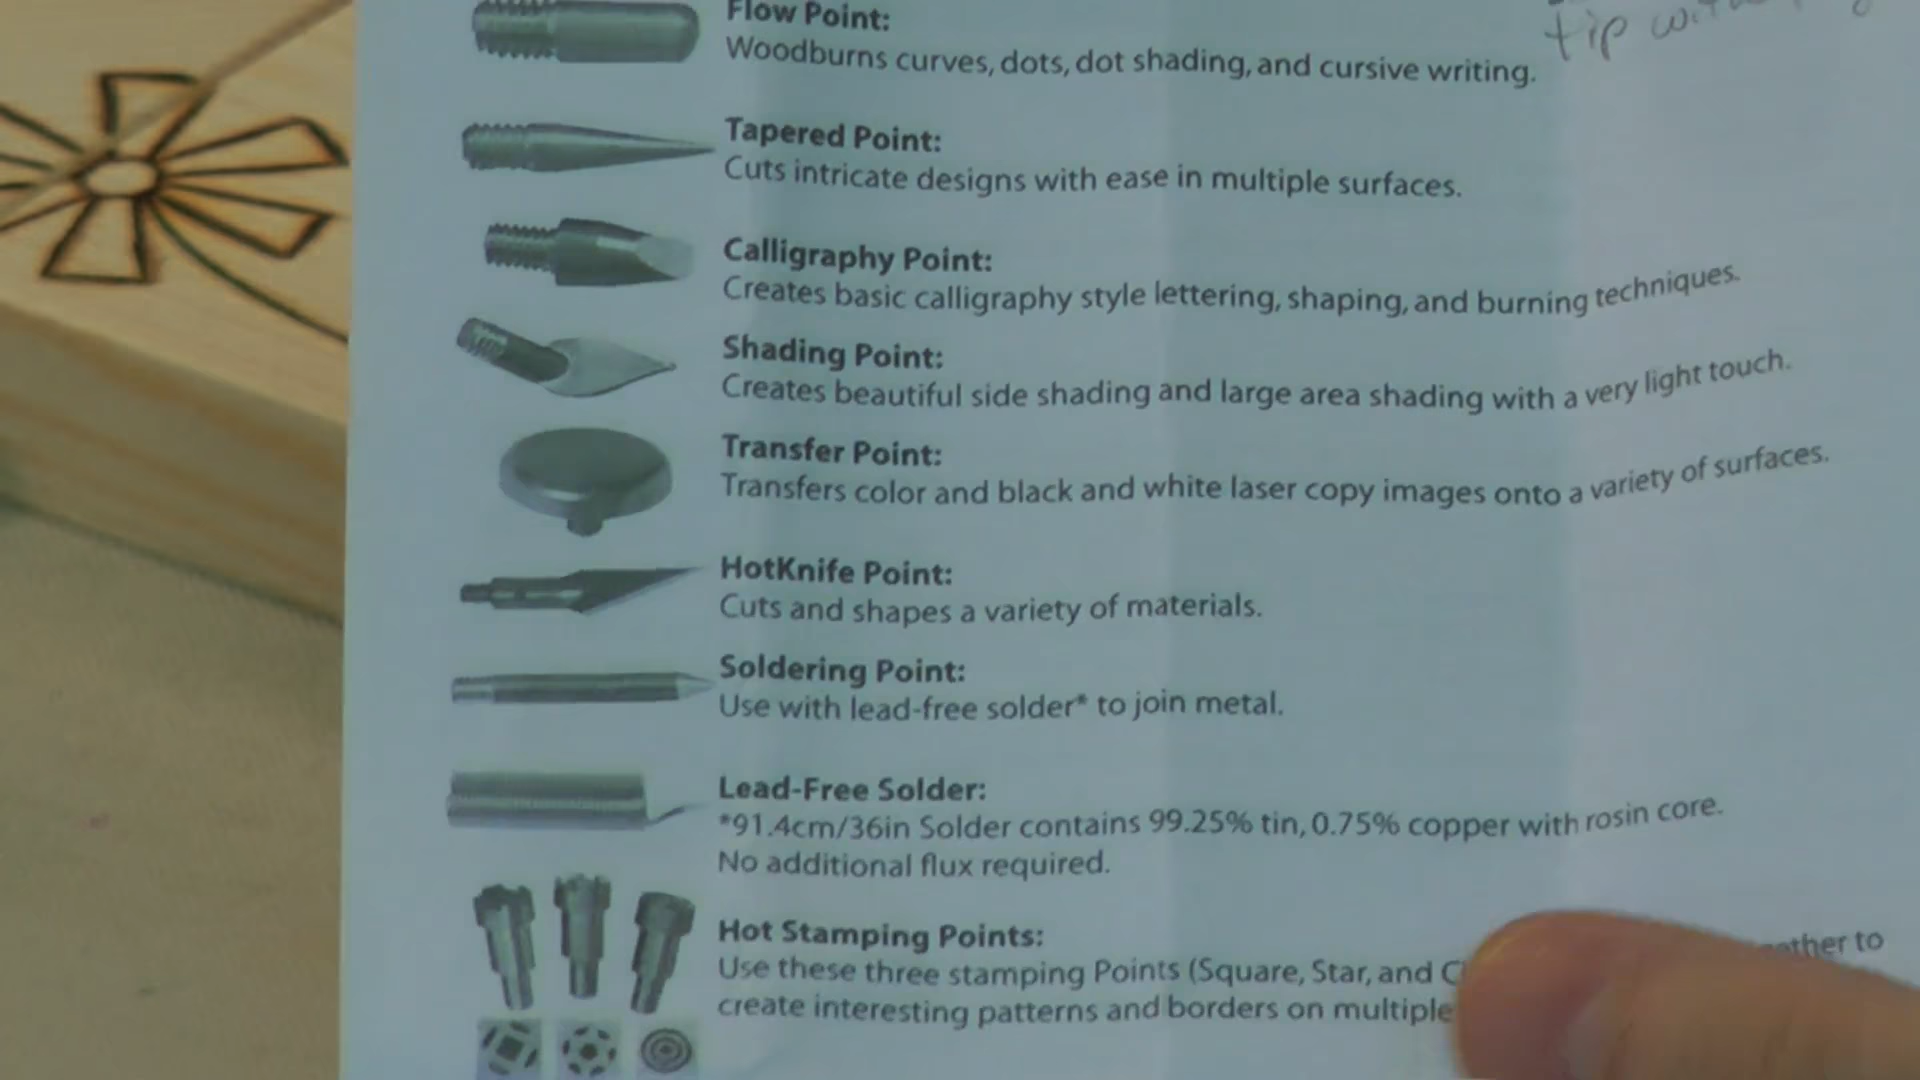 Flow Point:
tip
Woodburns curves, dots, dot shading, and cursive writing.
Tapered Point:
Cuts intricate designs with ease in multiple surfaces.
Calligraphy Point:
Creates basic calligraphy style lettering, shaping, and burning techniques.
Shading Point:
Creates beautiful side shading and large area shading with a very light touch.
Transfer Point:
Transfers color and black and white laser copy images onto a variety of surfaces.
HotKnife Point:
Cuts and shapes a variety of materials.
Soldering Point:
Use with lead-free solder* to join metal.
Lead-Free Solder:
*91.4cm/36in Solder contains 99.25% tin, 0.75% copper with rosin core.
No additional flux required.
Hot Stamping Points:
Use these three stamping Points (Square, Star, and to
create interesting patterns and borders on multiple